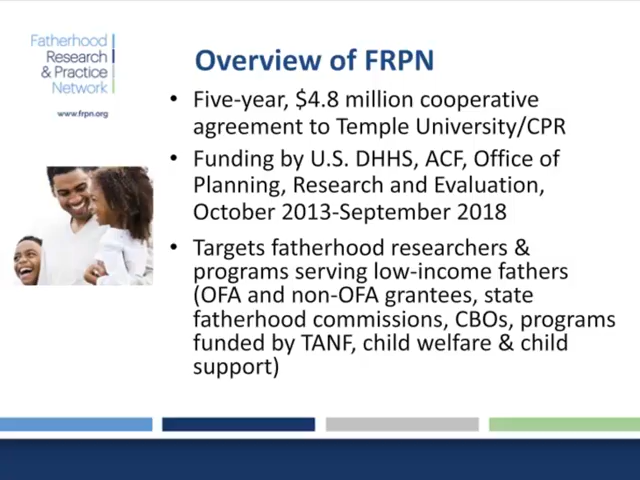 Fatherhood
Research
& Practice
Network
www.frpn.org
Overview of FRPN
• Five-year, $4.8 million cooperative
agreement to Temple University/CPR
• Funding by U.S. DHHS, ACF, Office of
Planning, Research and Evaluation,
October 2013-September 2018
• Targets fatherhood researchers &
programs serving low-income fathers
(OFA and non-OFA grantees, state
fatherhood commissions, CBOs, programs
funded by TANF, child welfare & child
support)